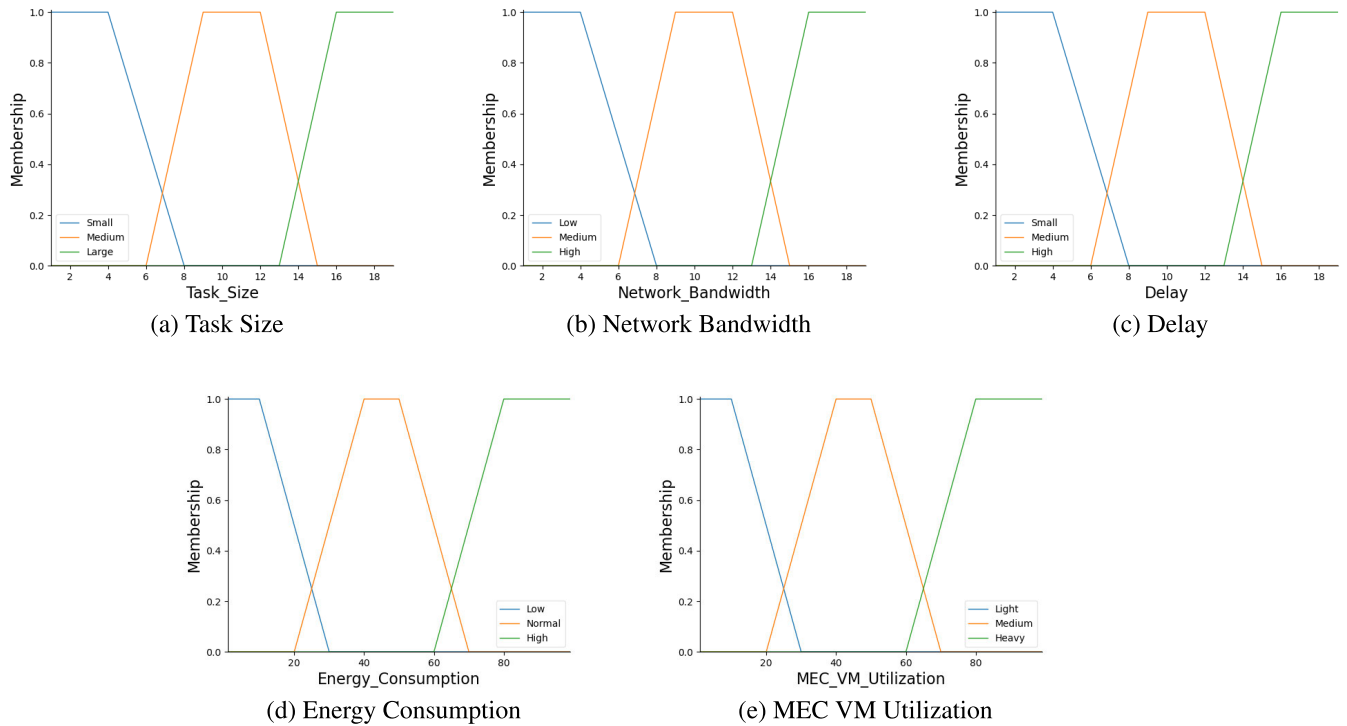 1.0
0.8
0.6
0.4
0.2
0.0
Membership
Small
Medium
Large
2 4 6 8 10 12 14 16 18
Task_Size
(a) Task Size
1.0
0.8
0.6
0.4
0.2
0.0
Membership
Low
Medium
High
2 4 6 8 10 12 14 16 18
Network_Bandwidth
(b) Network Bandwidth
1.0
0.8
0.6
0.4
0.2
0.0
Membership
Small
Medium
High
2 4 6 8 10 12 14 16 18
Delay
(c) Delay
1.0
0.8
0.6
0.4
0.2
0.0
Membership
Low
Normal
High
20 40 60 80
Energy_Consumption
(d) Energy Consumption
1.0
0.8
0.6
0.4
0.2
0.0
Membership
Light
Medium
Heavy
20 40 60 80
MEC_VM_Utilization
(e) MEC VM Utilization